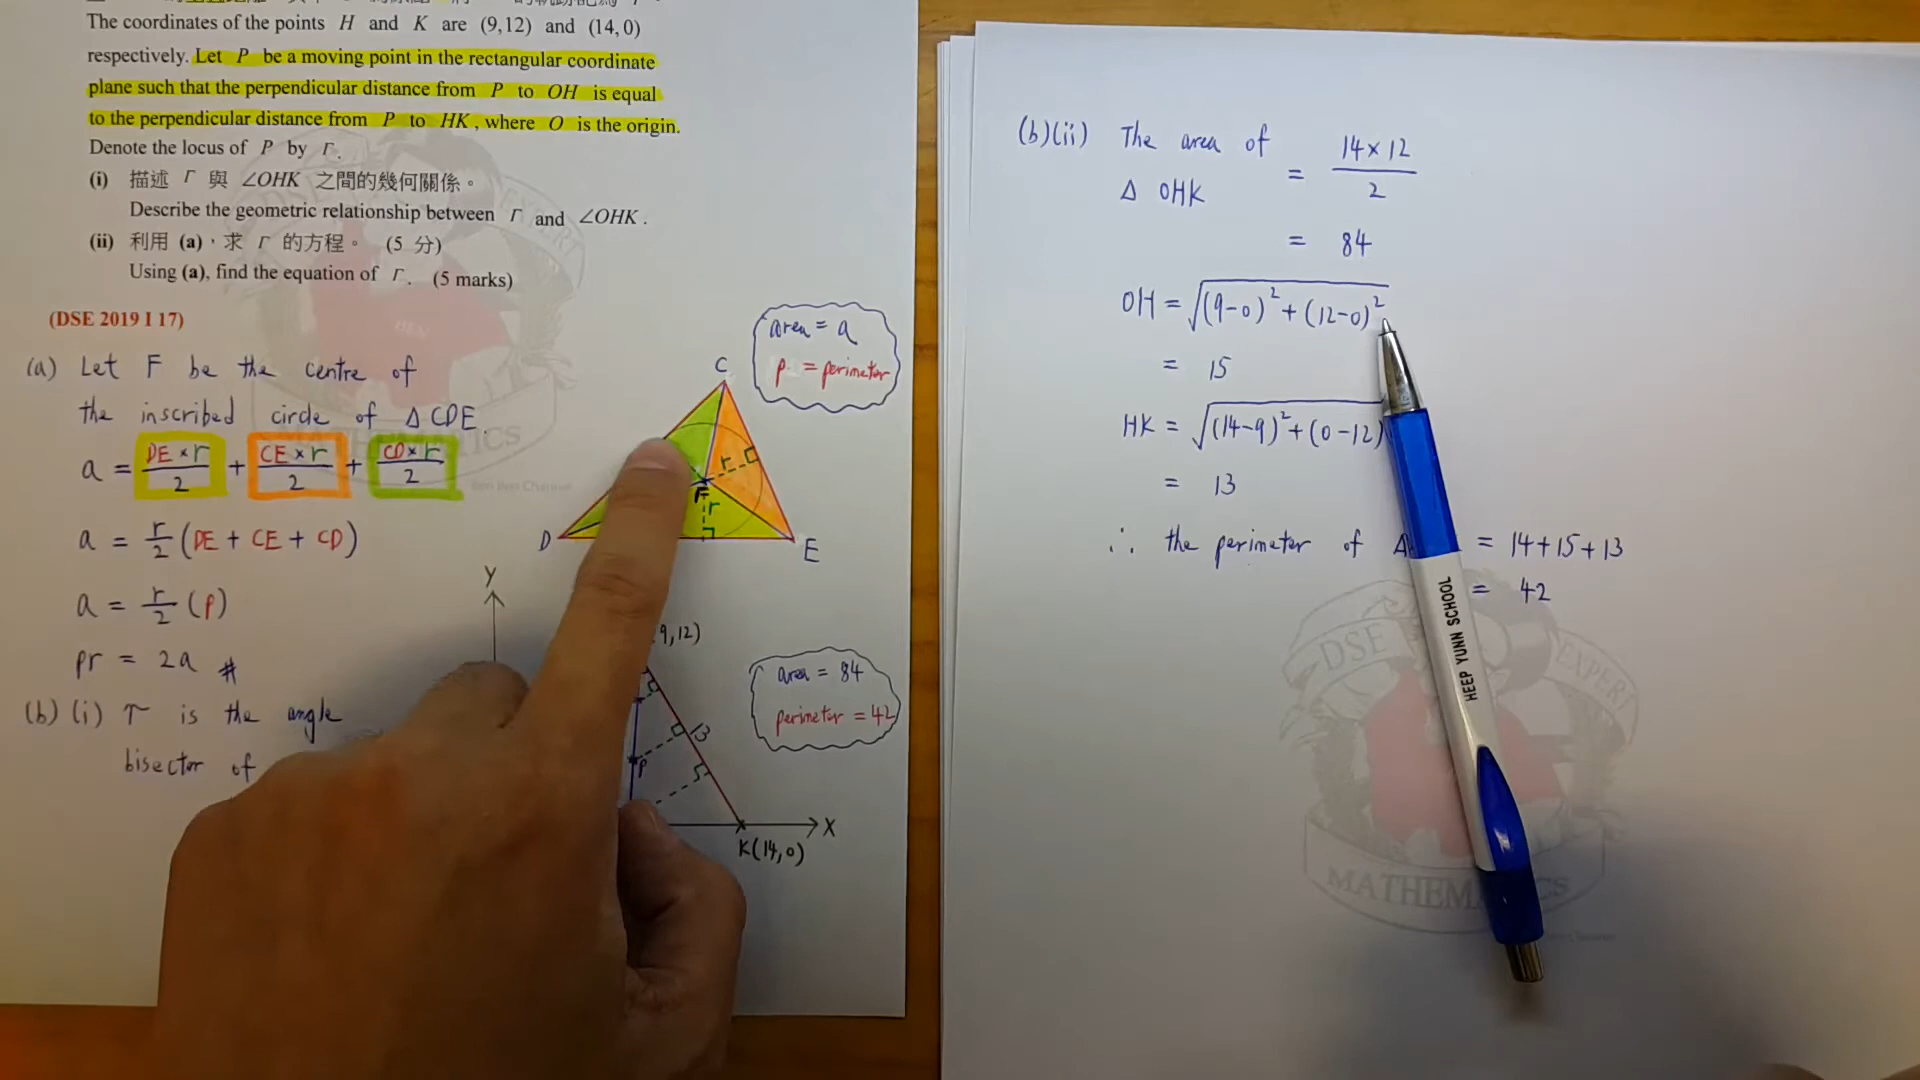 The coordinates of the points H and K are (9,12) and (14,0)
respectively. Let P be a moving point in the rectangular coordinate
plane such that the perpendicular distance from P to OH is equal
to the perpendicular distance from P to HK, where O is the origin.
Denote the locus of P by Γ.
(i) 描述 Γ 與 ∠OHK 之間的幾何關係。
Describe the geometric relationship between Γ and ∠OHK.
(ii) 利用 (a),求 Γ 的方程。 (5 分)
Using (a), find the equation of Γ. (5 marks)
(DSE 2019 I 17)
(a) Let F be the centre of
the inscribed circle of Δ CDE.
a = DE × r / 2 + CE × r / 2 + CD × r / 2
a = r/2 (DE + CE + CD)
a = r/2 (p)
pr = 2a #
(b) (i) Γ is the angle
bisector of
area = a
p = perimeter
C
r
F
r
D
E
y
9,12)
area = 84
perimeter = 42
13
P
x
K(14,0)
(b)(ii) The area of
Δ OHK
= 14 × 12 / 2
= 84
OH = √(9-0)² + (12-0)²
= 15
HK = √(14-9)² + (0-12)
= 13
∴ the perimeter of Δ = 14+15+13
= 42
HEEP YUNN SCHOOL
DSE EXPERT
MATHEMATICS